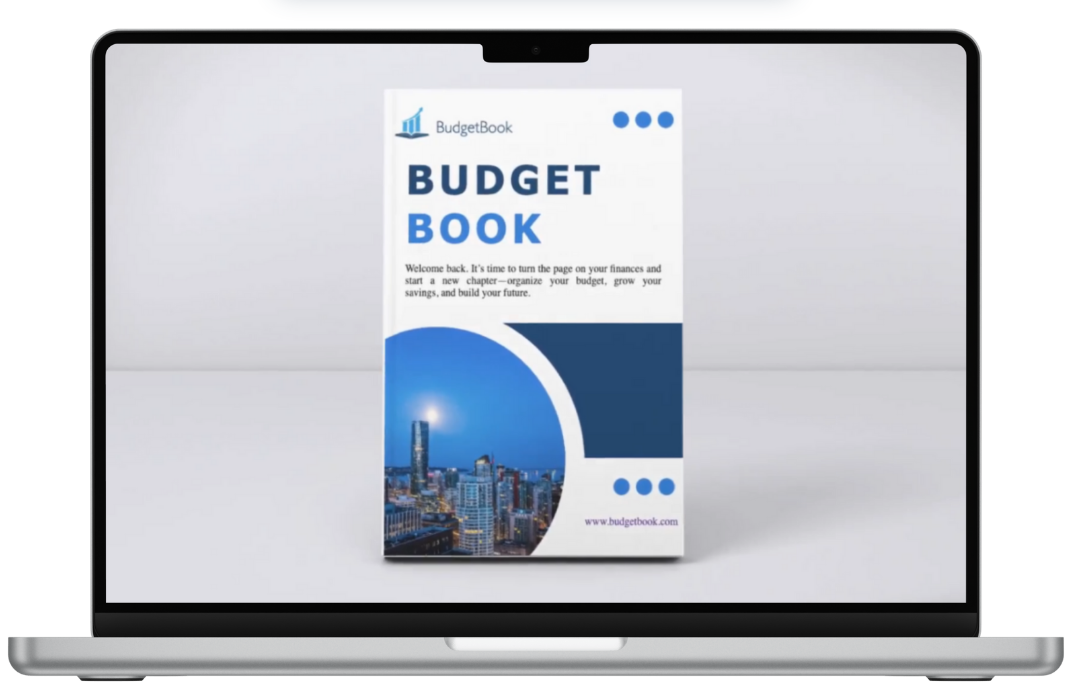 BudgetBook
BUDGET
BOOK
Welcome back. It's time to turn the page on your finances and
start a new chapter—organize your budget, grow your
savings, and build your future.
www.budgetbook.com